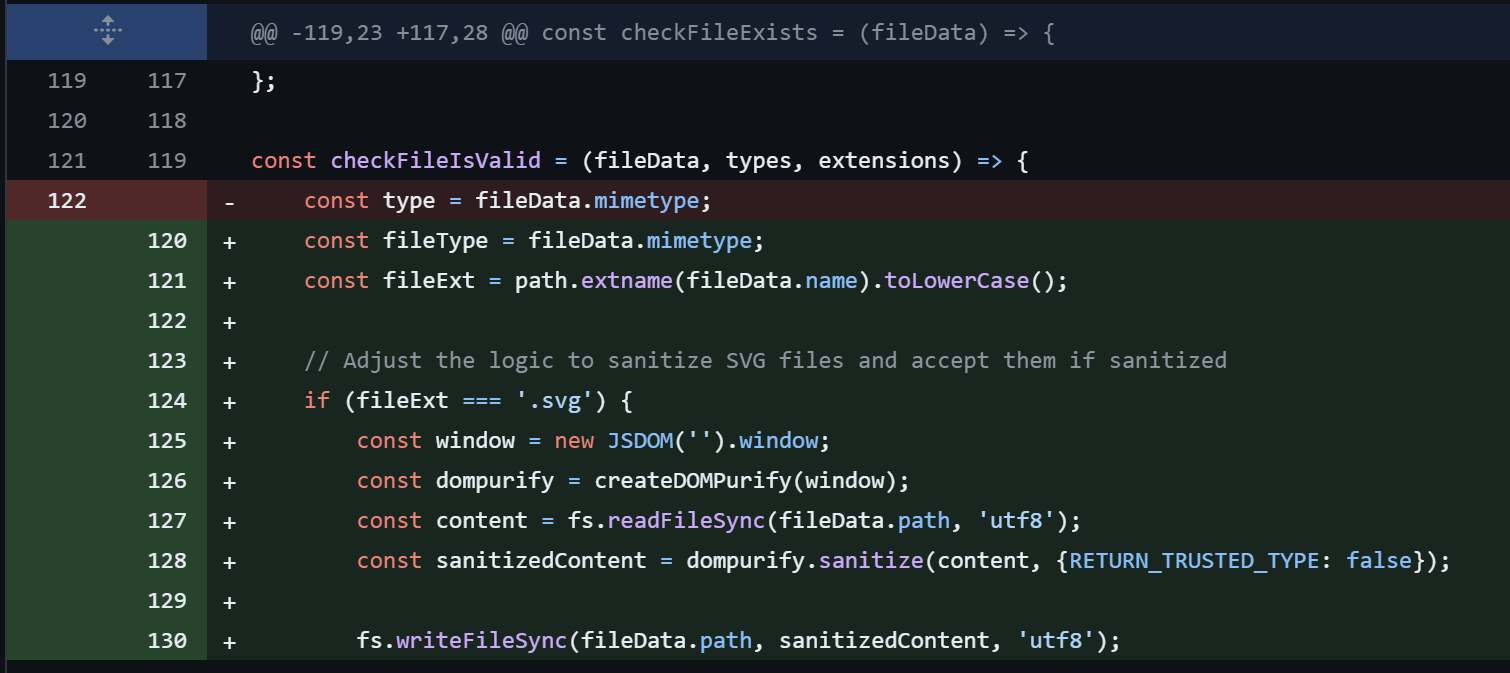 @@ -119,23 +117,28 @@ const checkFileExists = (fileData) => {
119 117 };
120 118
121 119 const checkFileIsValid = (fileData, types, extensions) => {
122 - const type = fileData.mimetype;
120 + const fileType = fileData.mimetype;
121 + const fileExt = path.extname(fileData.name).toLowerCase();
122 +
123 + // Adjust the logic to sanitize SVG files and accept them if sanitized
124 + if (fileExt === '.svg') {
125 + const window = new JSDOM('').window;
126 + const dompurify = createDOMPurify(window);
127 + const content = fs.readFileSync(fileData.path, 'utf8');
128 + const sanitizedContent = dompurify.sanitize(content, {RETURN_TRUSTED_TYPE: false});
129 +
130 + fs.writeFileSync(fileData.path, sanitizedContent, 'utf8');